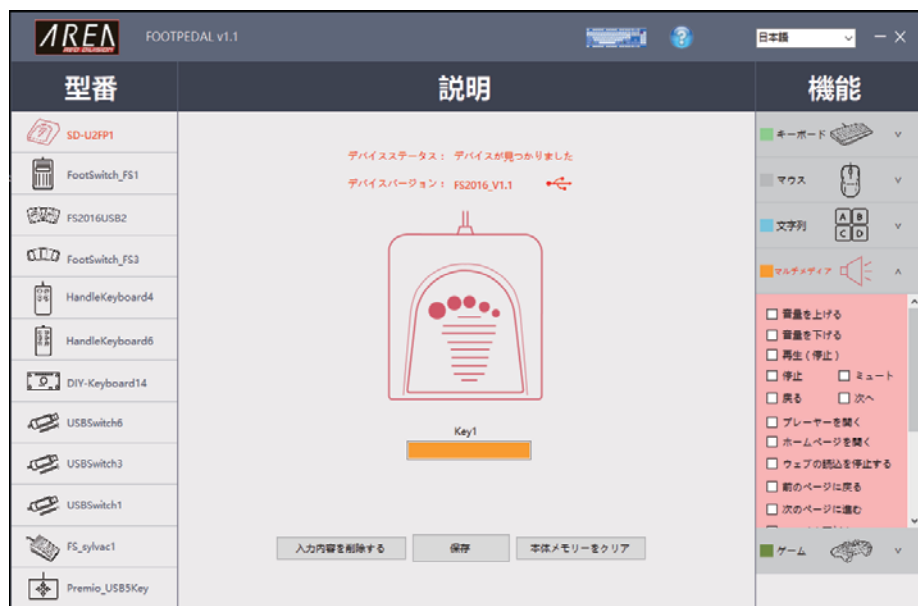 AREA
RED DIVISION
FOOTPEDAL v1.1
?
日本語
型番
説明
機能
SD-U2FP1
FootSwitch_FS1
FS2016USB2
FootSwitch_FS3
HandleKeyboard4
HandleKeyboard6
DIY-Keyboard14
USBSwitch6
USBSwitch3
USBSwitch1
FS_sylvac1
Premio_USB5Key
デバイスステータス： デバイスが見つかりました
デバイスバージョン： FS2016_V1.1
Key1
入力内容を削除する
保存
本体メモリーをクリア
キーボード
マウス
文字列
A B
C D
マルチメディア
音量を上げる
音量を下げる
再生（停止）
停止 ミュート
戻る 次へ
プレーヤーを開く
ホームページを開く
ウェブの読込を停止する
前のページに戻る
次のページに進む
ゲーム